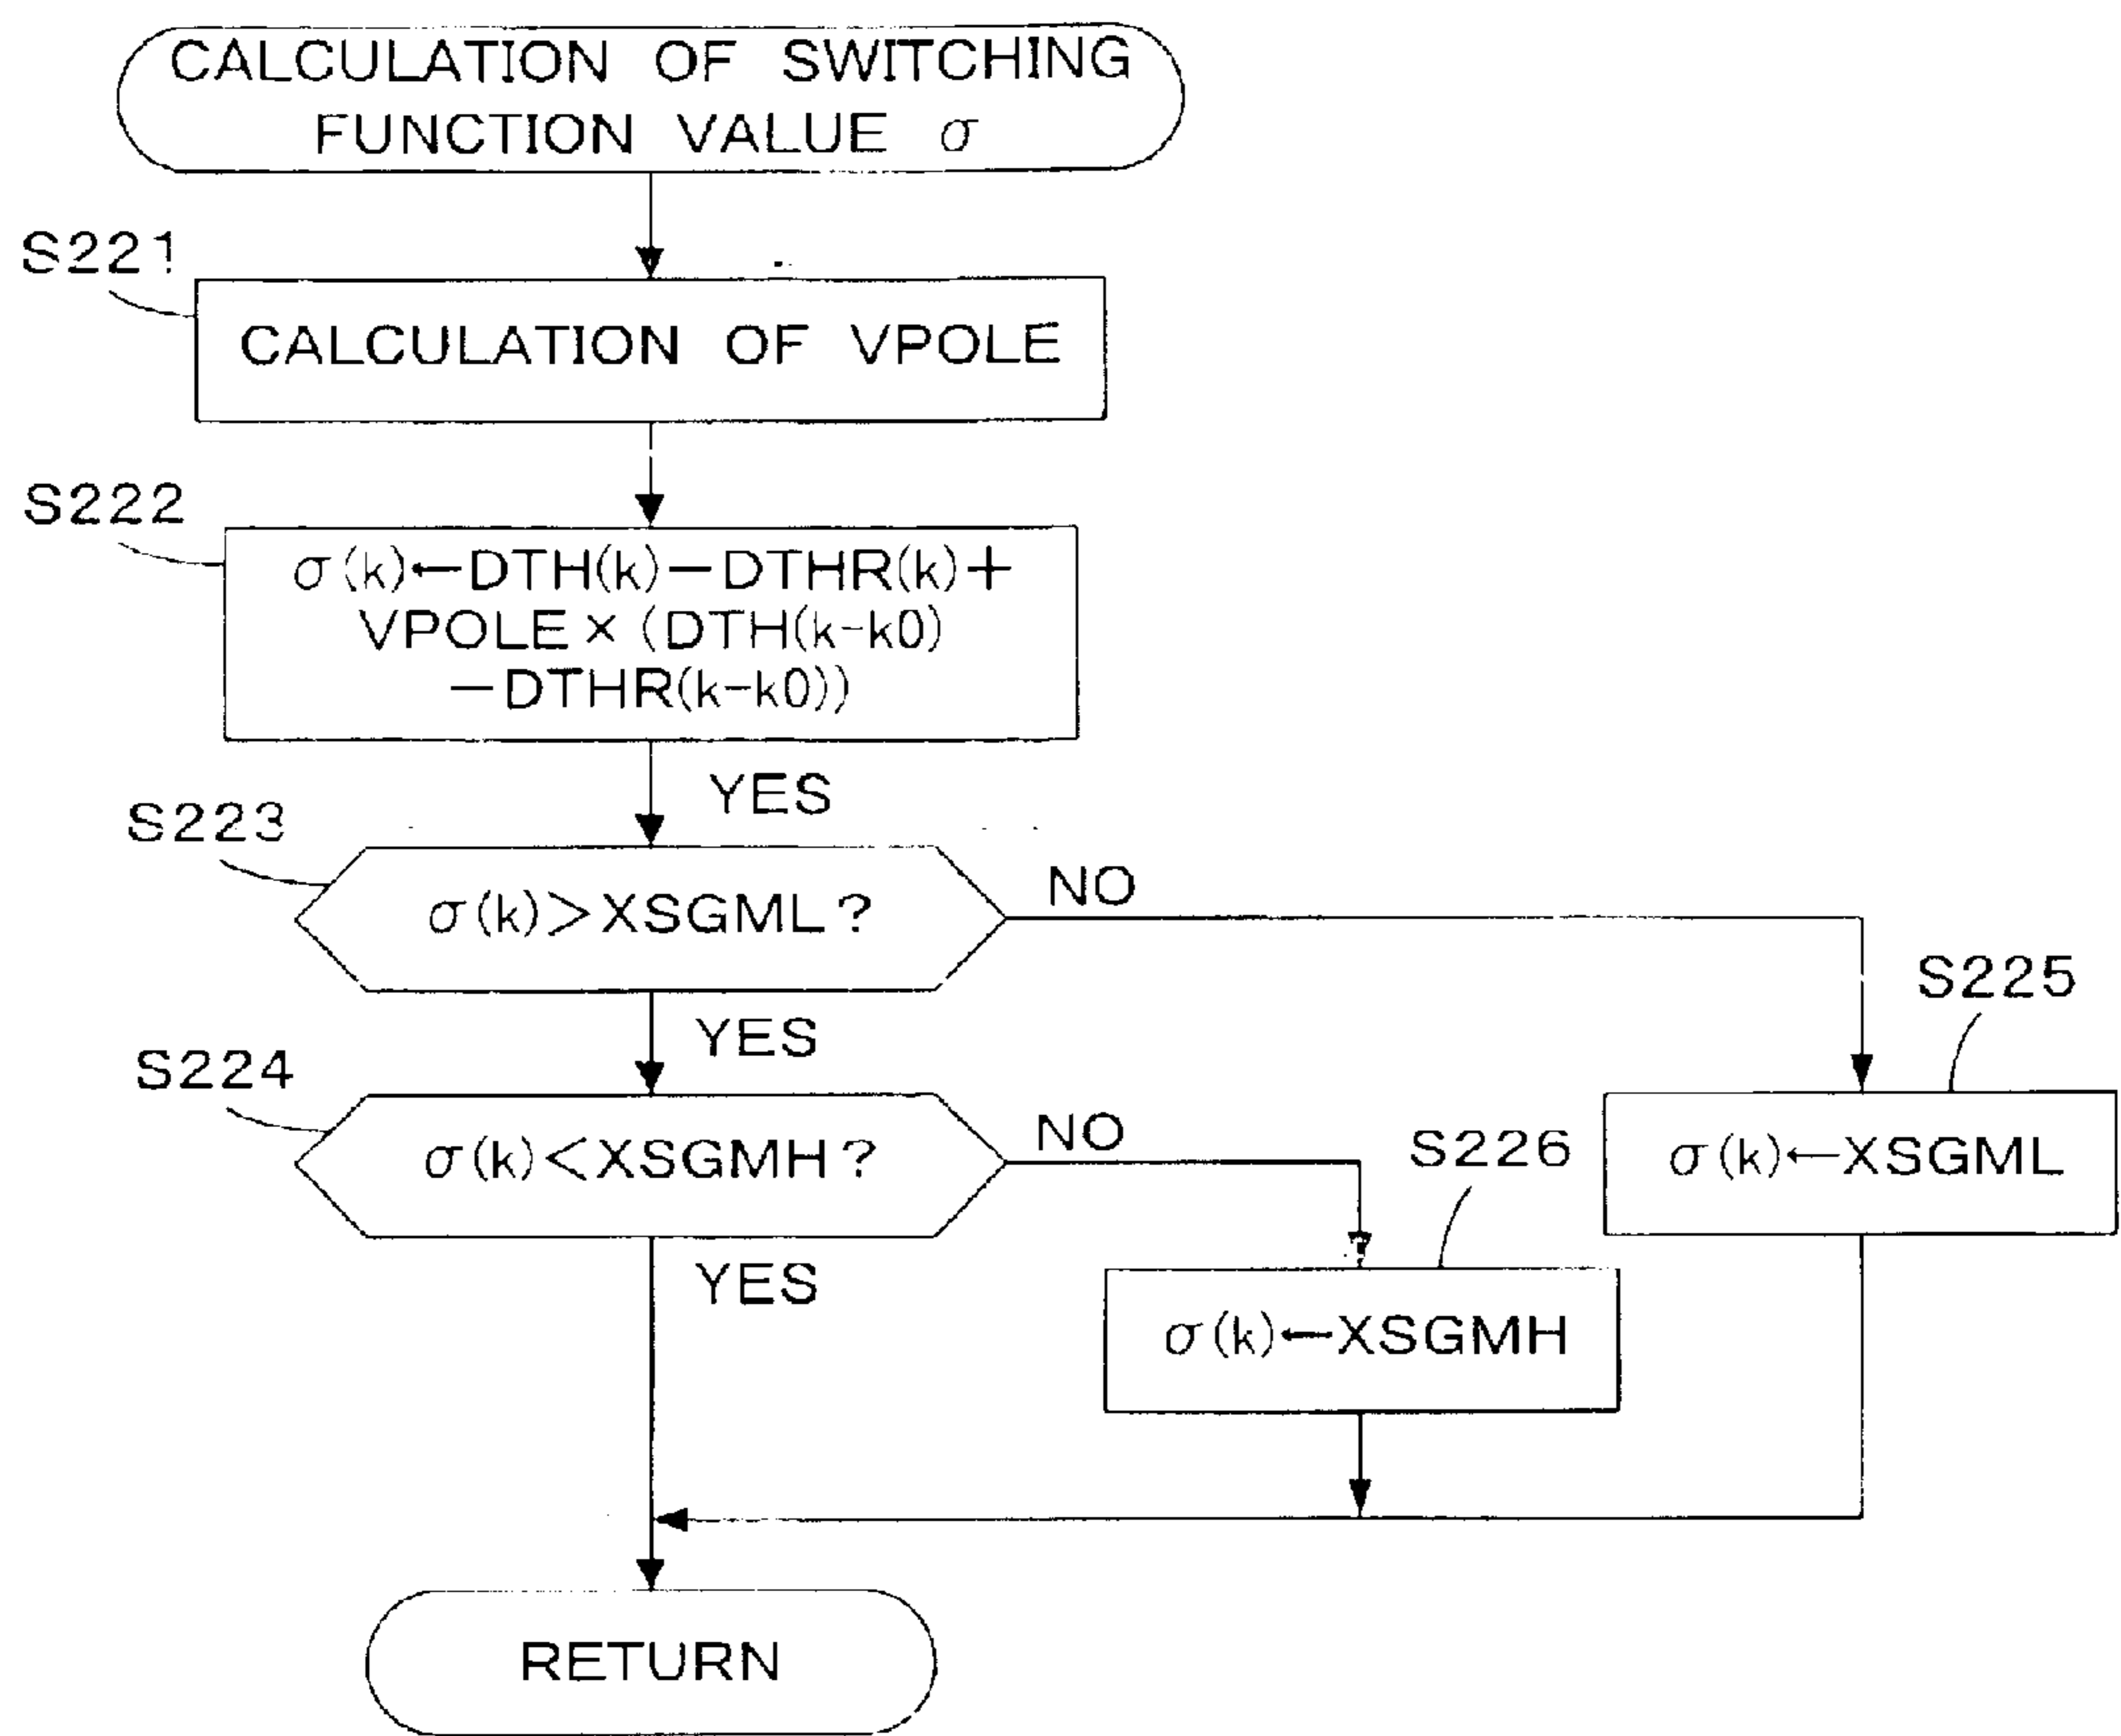 CALCULATION OF SWITCHING
FUNCTION VALUE σ
S221
CALCULATION OF VPOLE
S222
σ(k)←DTH(k)−DTHR(k)+
VPOLE×(DTH(k-k0)
−DTHR(k-k0))
YES
S223
σ(k)>XSGML?
NO
YES
S225
S224
σ(k)<XSGMH?
NO
S226
σ(k)←XSGML
YES
σ(k)←XSGMH
RETURN